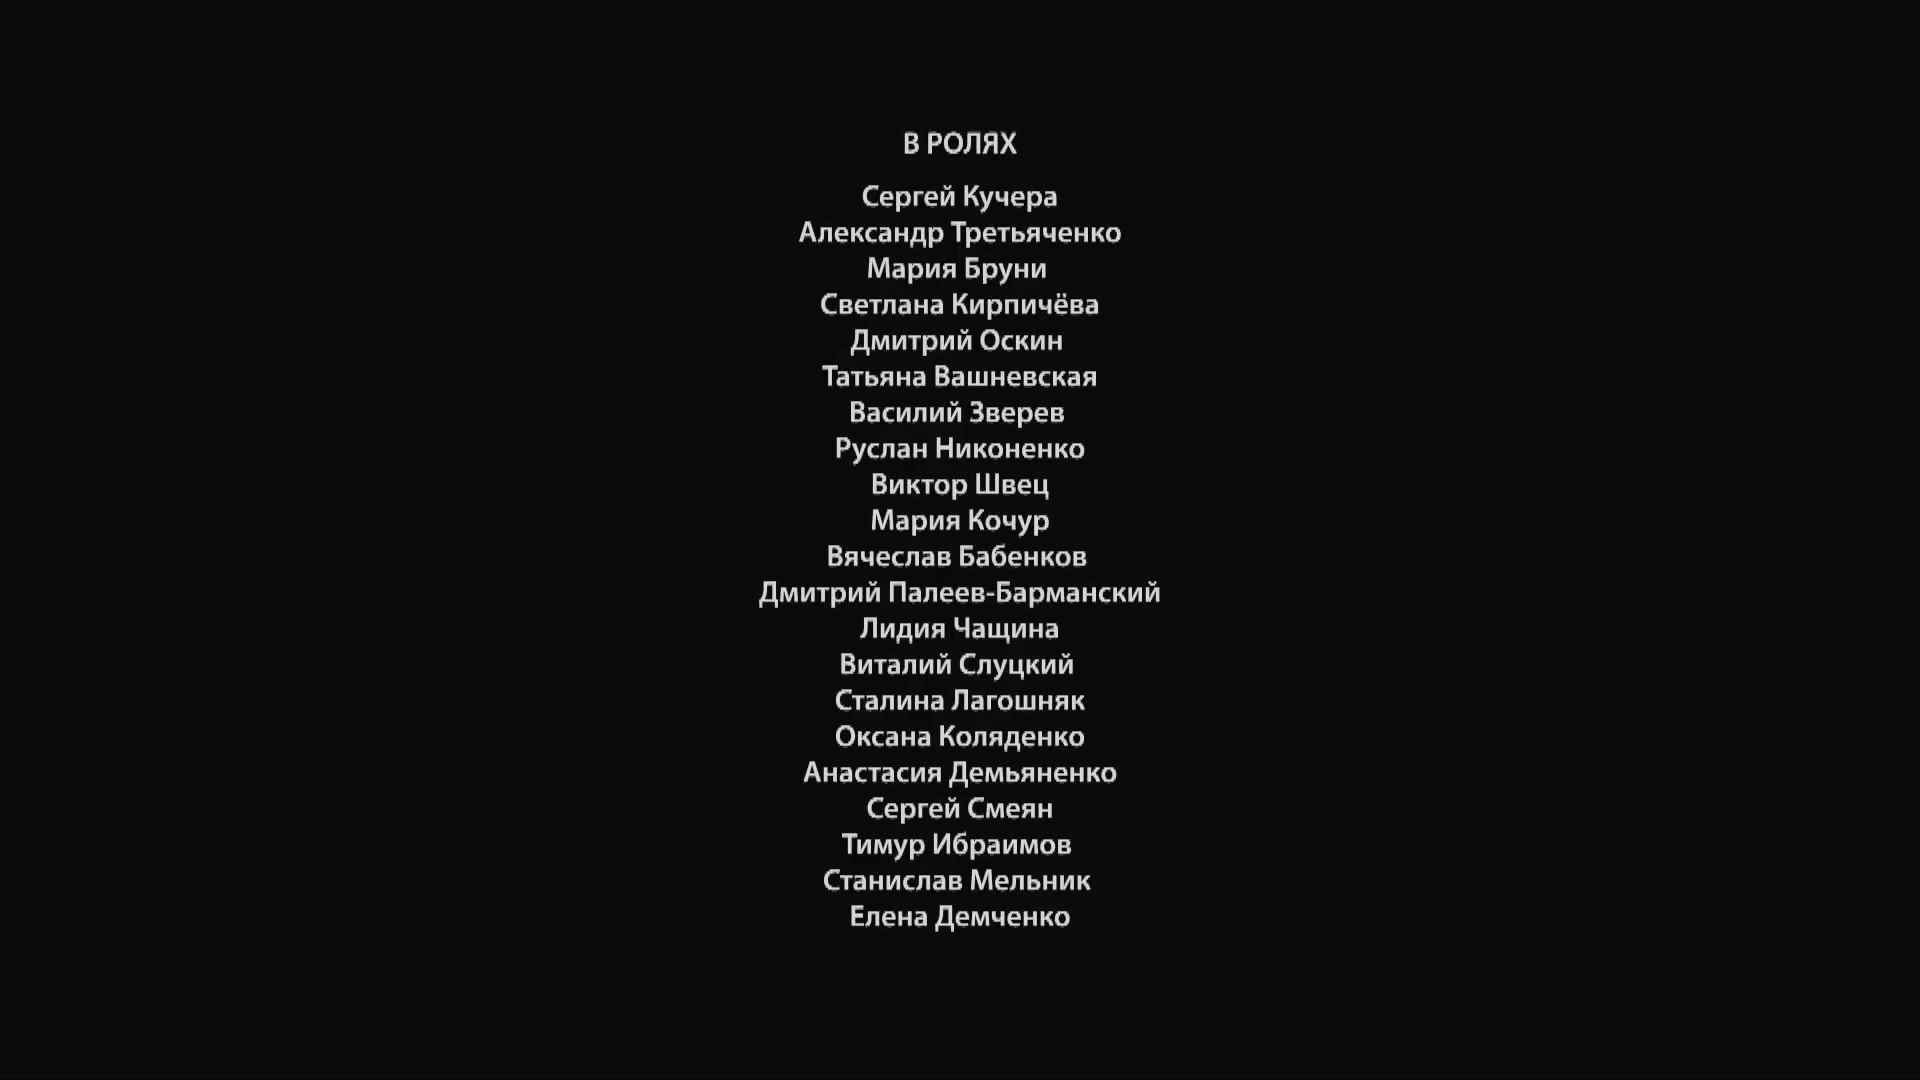 В РОЛЯХ
Сергей Кучера
Александр Третьяченко
Мария Бруни
Светлана Кирпичёва
Дмитрий Оскин
Татьяна Вашневская
Василий Зверев
Руслан Никоненко
Виктор Швец
Мария Кочур
Вячеслав Бабенков
Дмитрий Палеев-Барманский
Лидия Чащина
Виталий Слуцкий
Сталина Лагошняк
Оксана Коляденко
Анастасия Демьяненко
Сергей Смеян
Тимур Ибраимов
Станислав Мельник
Елена Демченко